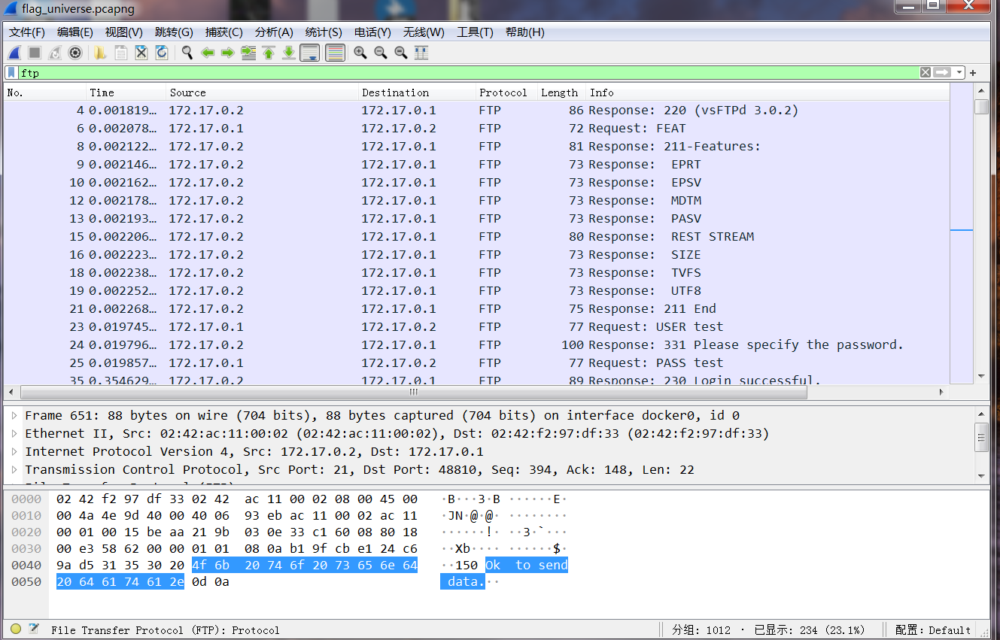 flag_universe.pcapng
文件(F) 编辑(E) 视图(V) 跳转(G) 捕获(C) 分析(A) 统计(S) 电话(Y) 无线(W) 工具(T) 帮助(H)
ftp
No. Time Source Destination Protocol Length Info
4 0.001819… 172.17.0.2 172.17.0.1 FTP 86 Response: 220 (vsFTPd 3.0.2)
6 0.002078… 172.17.0.1 172.17.0.2 FTP 72 Request: FEAT
8 0.002122… 172.17.0.2 172.17.0.1 FTP 81 Response: 211-Features:
9 0.002146… 172.17.0.2 172.17.0.1 FTP 73 Response:  EPRT
10 0.002162… 172.17.0.2 172.17.0.1 FTP 73 Response:  EPSV
12 0.002178… 172.17.0.2 172.17.0.1 FTP 73 Response:  MDTM
13 0.002193… 172.17.0.2 172.17.0.1 FTP 73 Response:  PASV
15 0.002206… 172.17.0.2 172.17.0.1 FTP 80 Response:  REST STREAM
16 0.002223… 172.17.0.2 172.17.0.1 FTP 73 Response:  SIZE
18 0.002238… 172.17.0.2 172.17.0.1 FTP 73 Response:  TVFS
19 0.002252… 172.17.0.2 172.17.0.1 FTP 73 Response:  UTF8
21 0.002268… 172.17.0.2 172.17.0.1 FTP 75 Response: 211 End
23 0.019745… 172.17.0.1 172.17.0.2 FTP 77 Request: USER test
24 0.019796… 172.17.0.2 172.17.0.1 FTP 100 Response: 331 Please specify the password.
25 0.019857… 172.17.0.1 172.17.0.2 FTP 77 Request: PASS test
35 0.354629… 172.17.0.2 172.17.0.1 FTP 89 Response: 230 Login successful.
Frame 651: 88 bytes on wire (704 bits), 88 bytes captured (704 bits) on interface docker0, id 0
Ethernet II, Src: 02:42:ac:11:00:02 (02:42:ac:11:00:02), Dst: 02:42:f2:97:df:33 (02:42:f2:97:df:33)
Internet Protocol Version 4, Src: 172.17.0.2, Dst: 172.17.0.1
Transmission Control Protocol, Src Port: 21, Dst Port: 48810, Seq: 394, Ack: 148, Len: 22
0000 02 42 f2 97 df 33 02 42 ac 11 00 02 08 00 45 00 ·B···3·B ······E·
0010 00 4a 4e 9d 40 00 40 06 93 eb ac 11 00 02 ac 11 ·JN·@·@· ········
0020 00 01 00 15 be aa 21 9b 03 0e 33 c1 60 08 80 18 ······!· ··3·`···
0030 00 e3 58 62 00 00 01 01 08 0a b1 9f cb e1 24 c6 ··Xb···· ······$·
0040 9a d5 31 35 30 20 4f 6b 20 74 6f 20 73 65 6e 64 ··150 Ok  to send
0050 20 64 61 74 61 2e 0d 0a  data.··
File Transfer Protocol (FTP): Protocol 分组: 1012 · 已显示: 234 (23.1%) 配置: Default